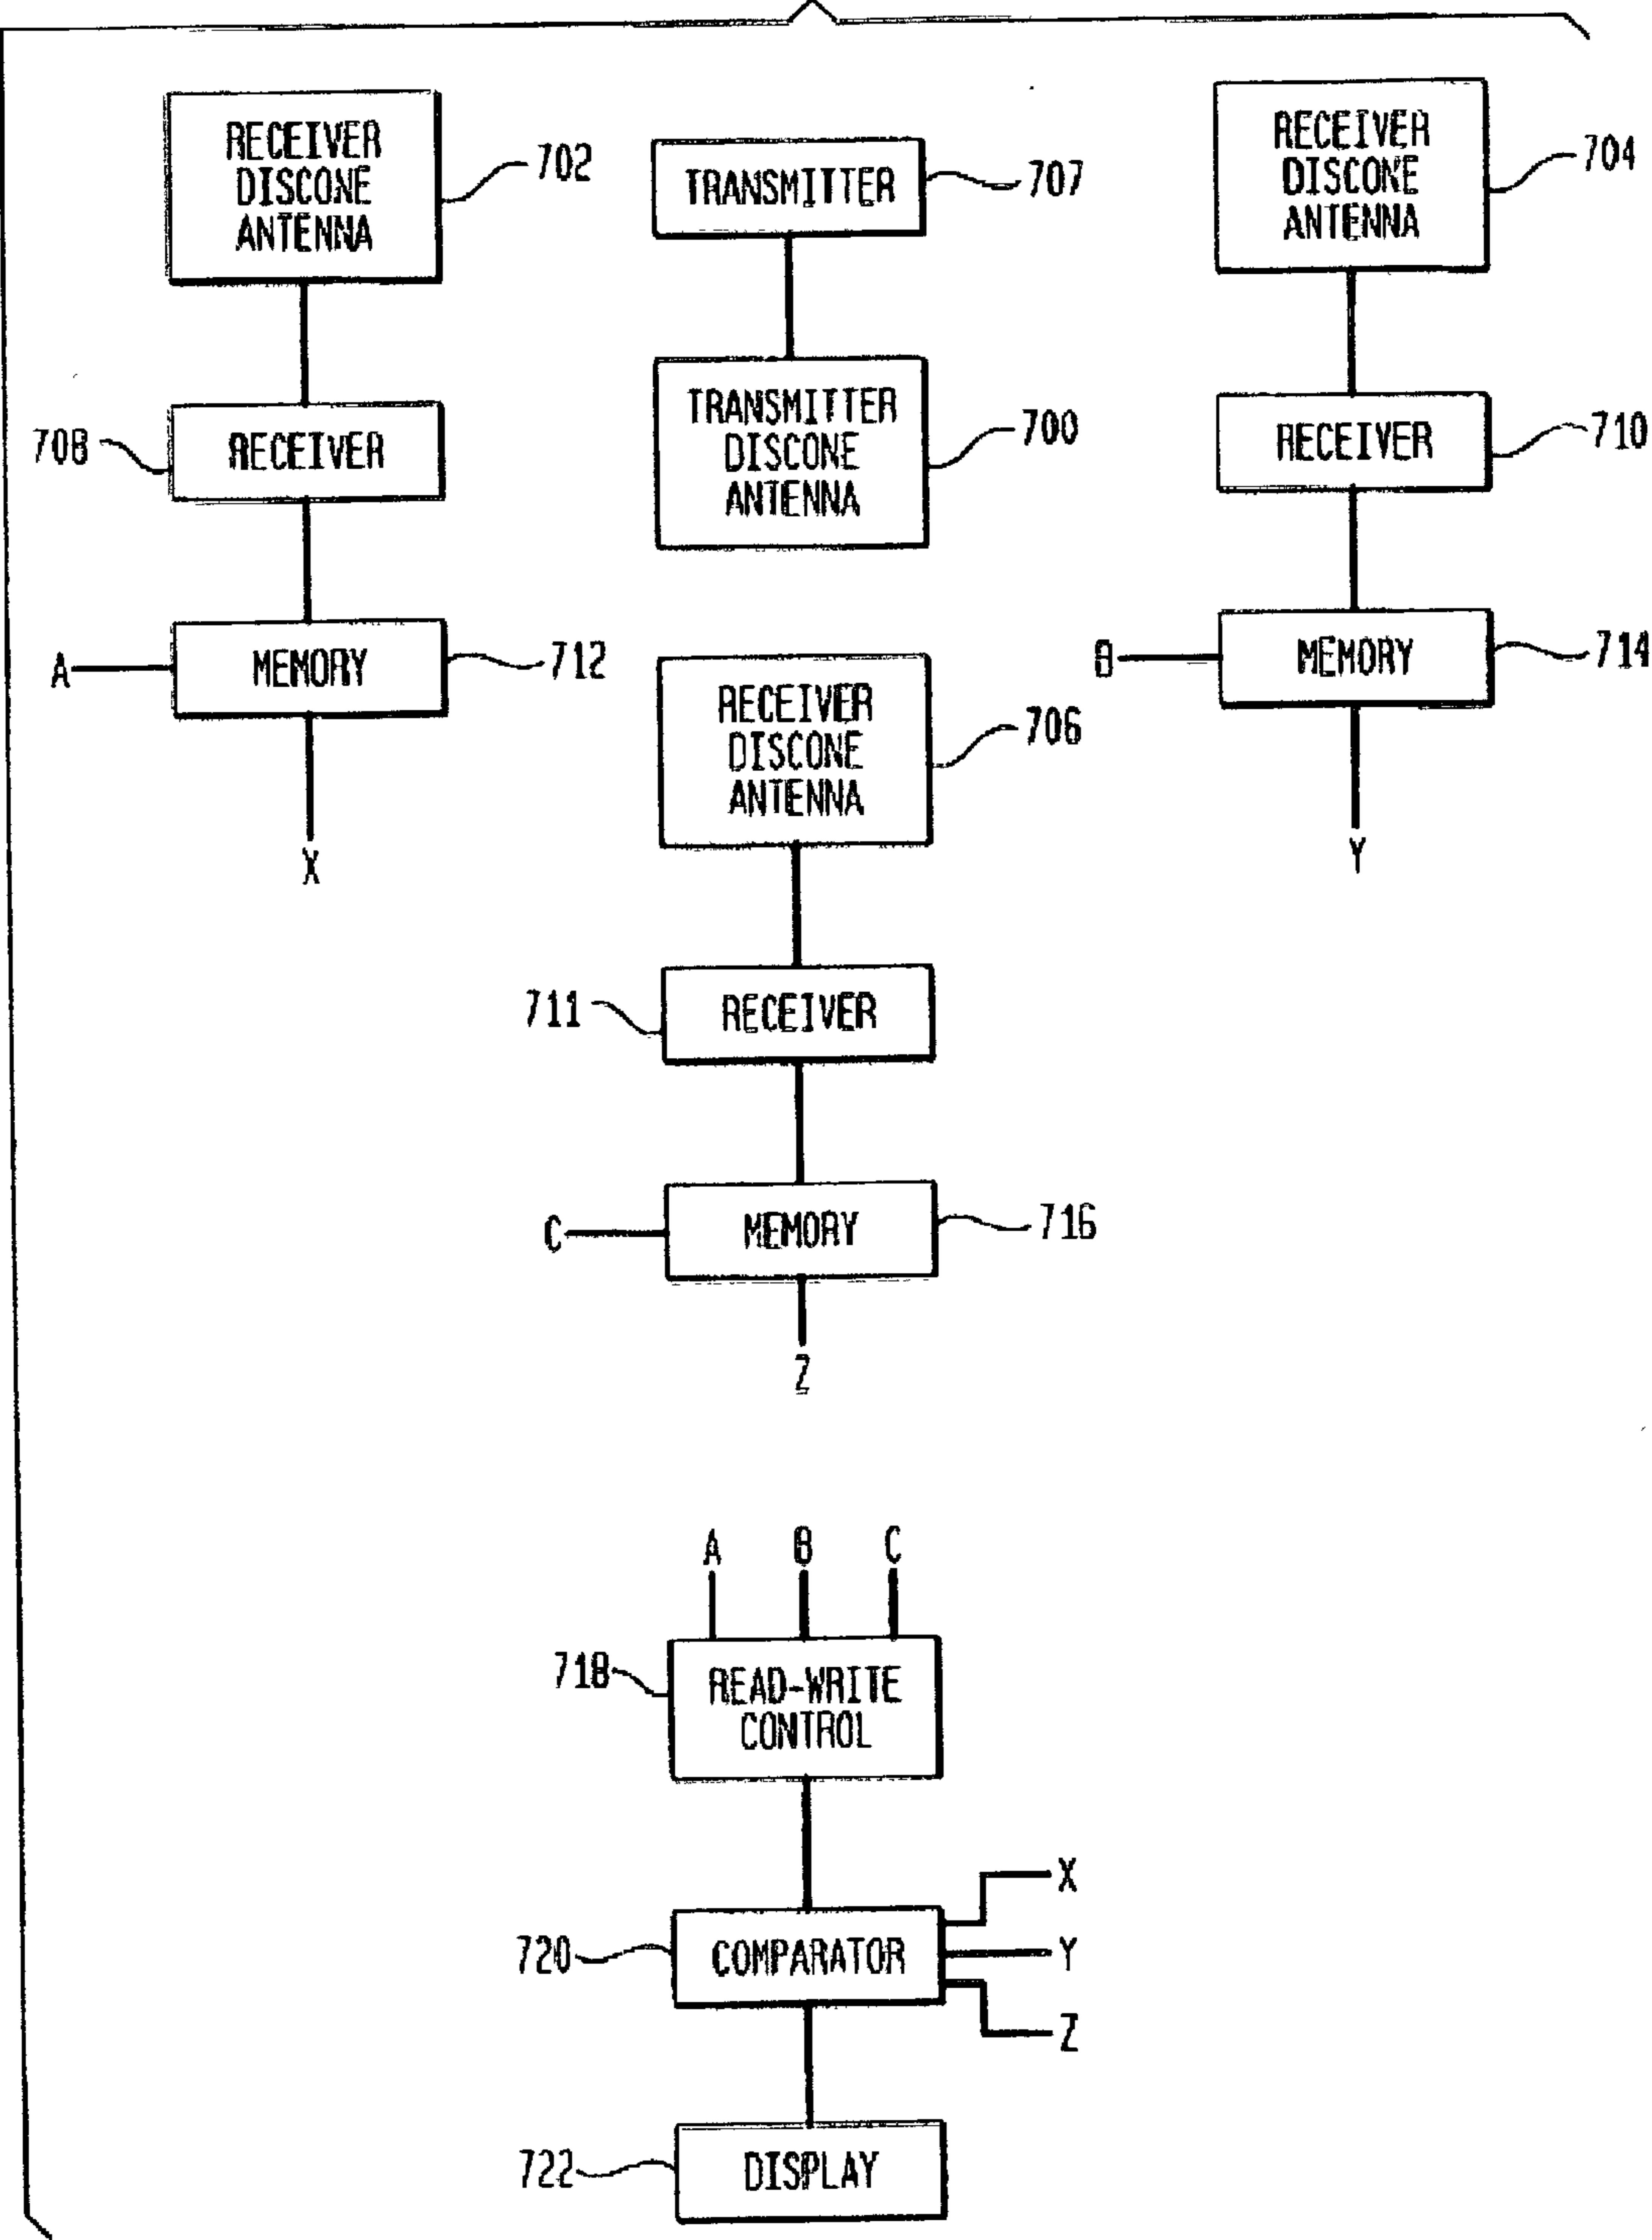 RECEIVER
DISCONE
ANTENNA
702
TRANSMITTER
707
RECEIVER
DISCONE
ANTENNA
704
708
RECEIVER
TRANSMITTER
DISCONE
ANTENNA
700
RECEIVER
710
A
MEMORY
712
B
MEMORY
714
RECEIVER
DISCONE
ANTENNA
706
X
Y
711
RECEIVER
C
MEMORY
716
Z
A B C
718
READ-WRITE
CONTROL
X
720
COMPARATOR
Y
Z
722
DISPLAY